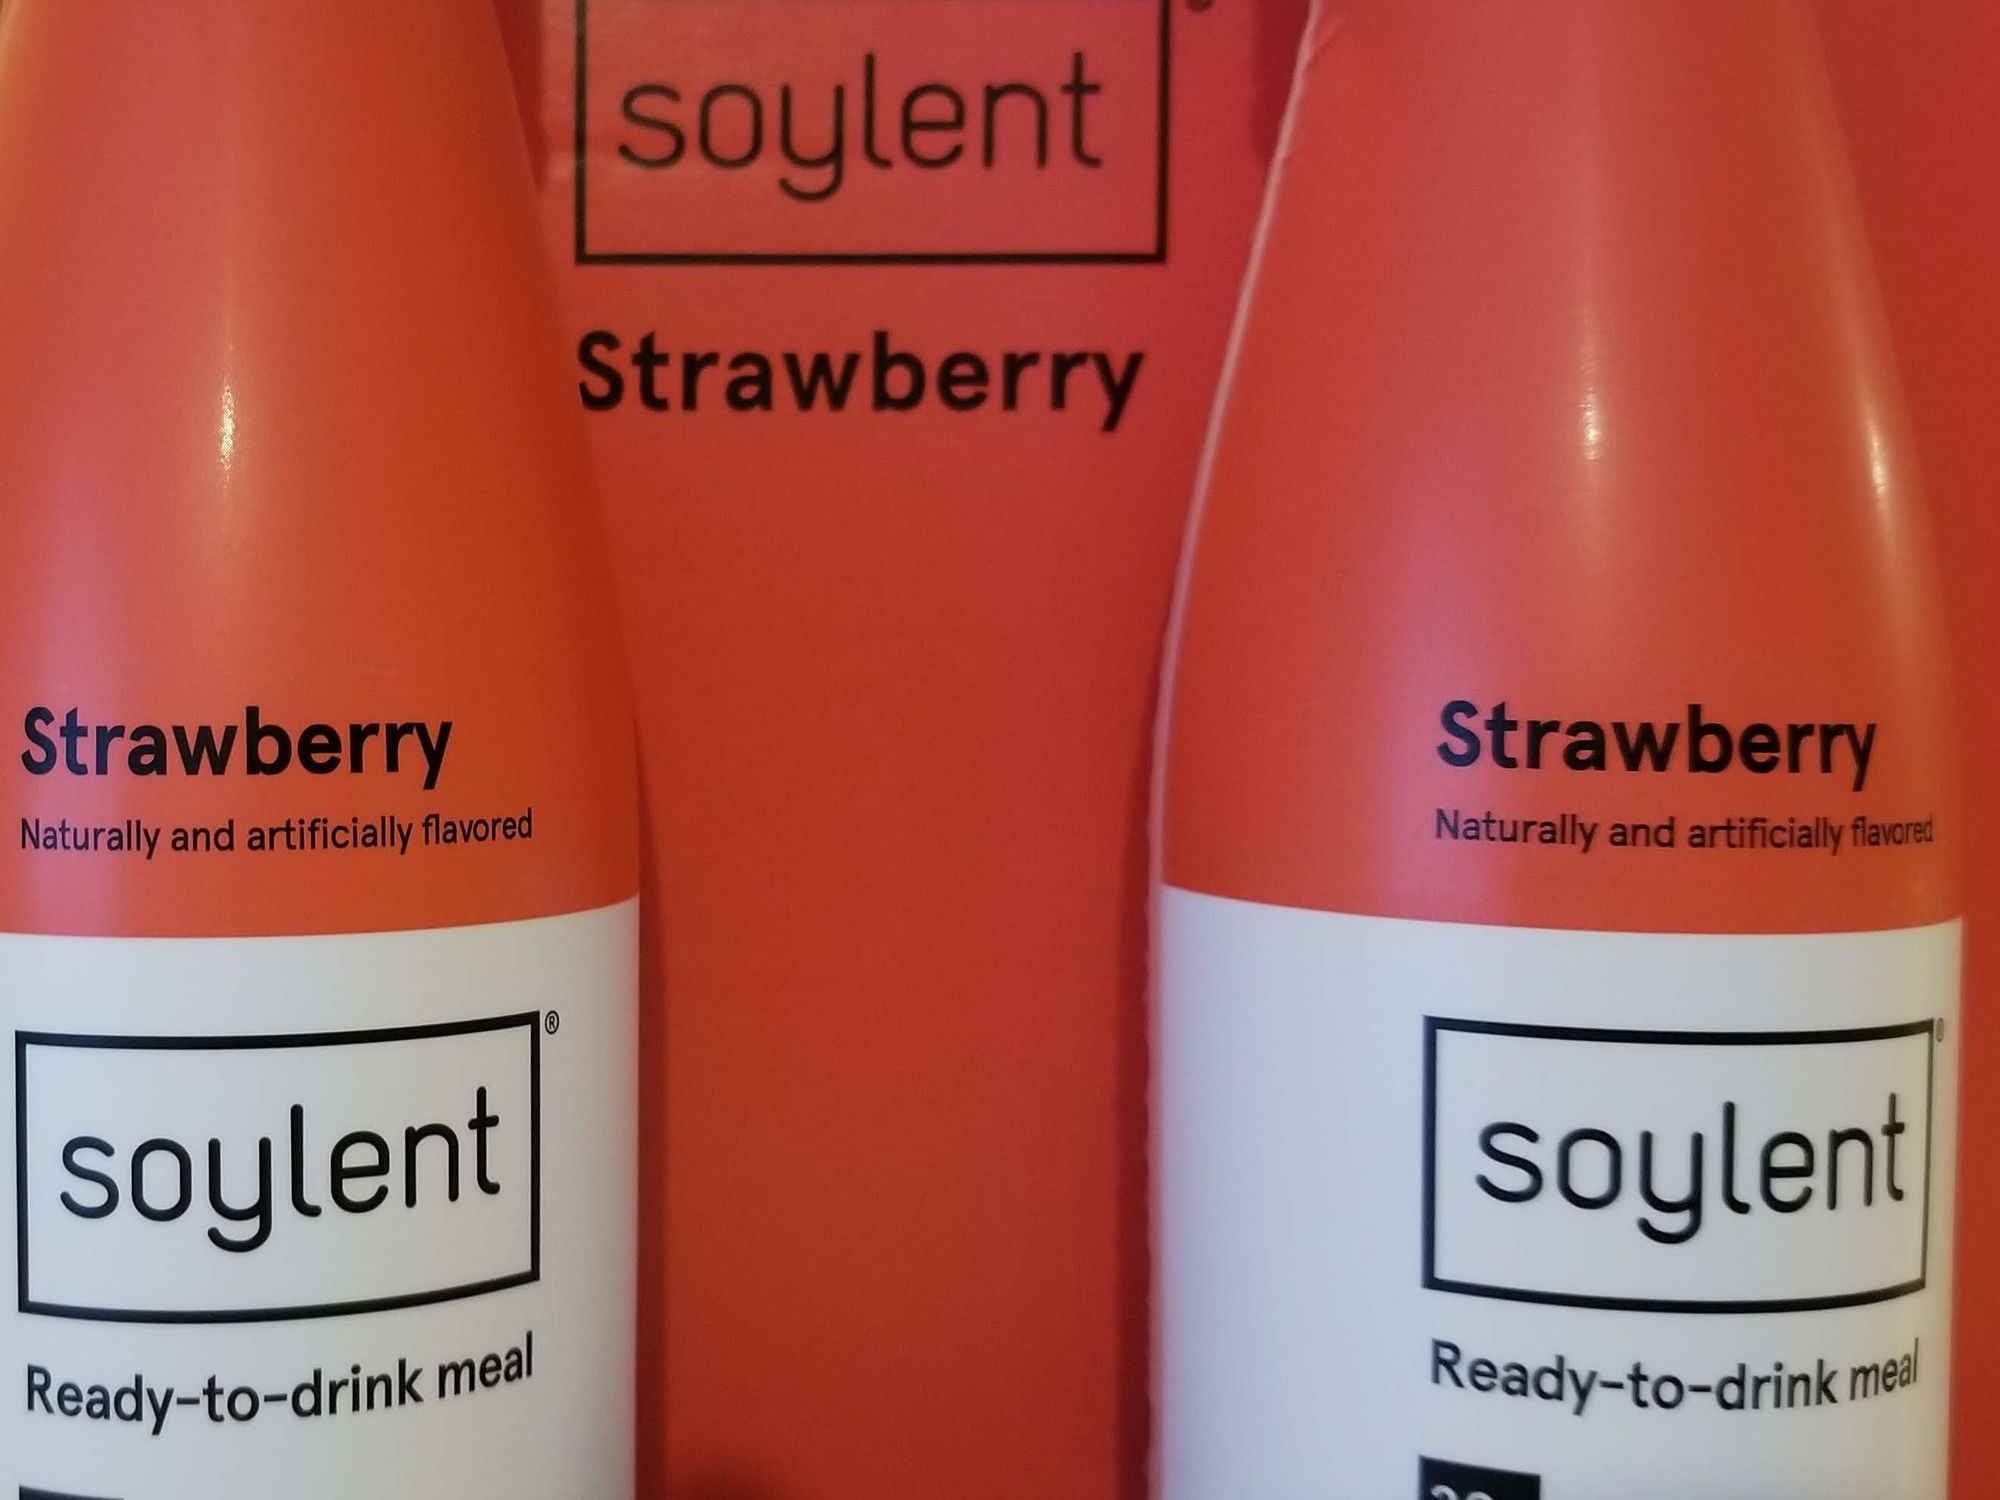 soylent
Strawberry
Strawberry
Naturally and artificially flavored
soylent®
Ready-to-drink meal
Strawberry
Naturally and artificially flavored
soylent®
Ready-to-drink meal